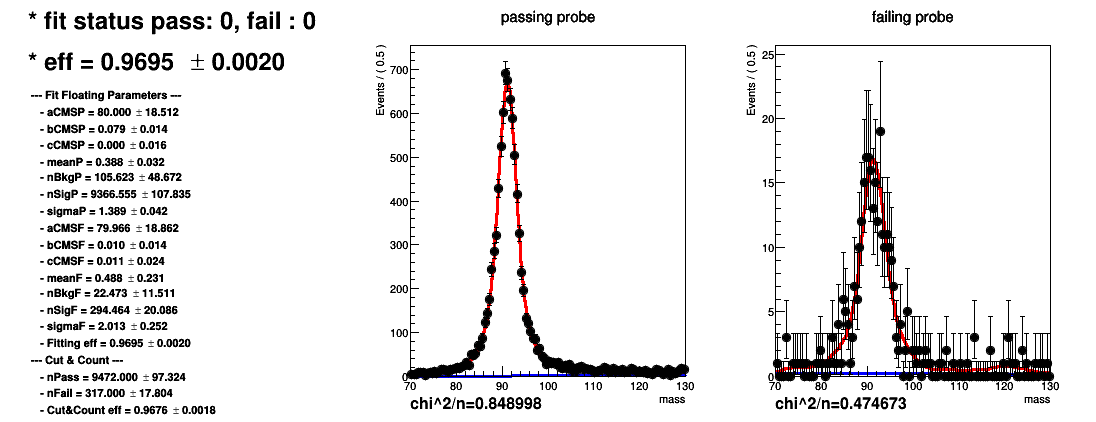 * fit status pass: 0, fail : 0
* eff = 0.9695 ± 0.0020
--- Fit Floating Parameters ---
- aCMSP = 80.000 ± 18.512
- bCMSP = 0.079 ± 0.014
- cCMSP = 0.000 ± 0.016
- meanP = 0.388 ± 0.032
- nBkgP = 105.623 ± 48.672
- nSigP = 9366.555 ± 107.835
- sigmaP = 1.389 ± 0.042
- aCMSF = 79.966 ± 18.862
- bCMSF = 0.010 ± 0.014
- cCMSF = 0.011 ± 0.024
- meanF = 0.488 ± 0.231
- nBkgF = 22.473 ± 11.511
- nSigF = 294.464 ± 20.086
- sigmaF = 2.013 ± 0.252
- Fitting eff = 0.9695 ± 0.0020
--- Cut & Count ---
- nPass = 9472.000 ± 97.324
- nFail = 317.000 ± 17.804
- Cut&Count eff = 0.9676 ± 0.0018
passing probe
Events / ( 0.5 )
700
600
500
400
300
200
100
0
70 80 90 100 110 120 130
mass
chi^2/n=0.848998
failing probe
Events / ( 0.5 )
25
20
15
10
5
0
70 80 90 100 110 120 130
mass
chi^2/n=0.474673